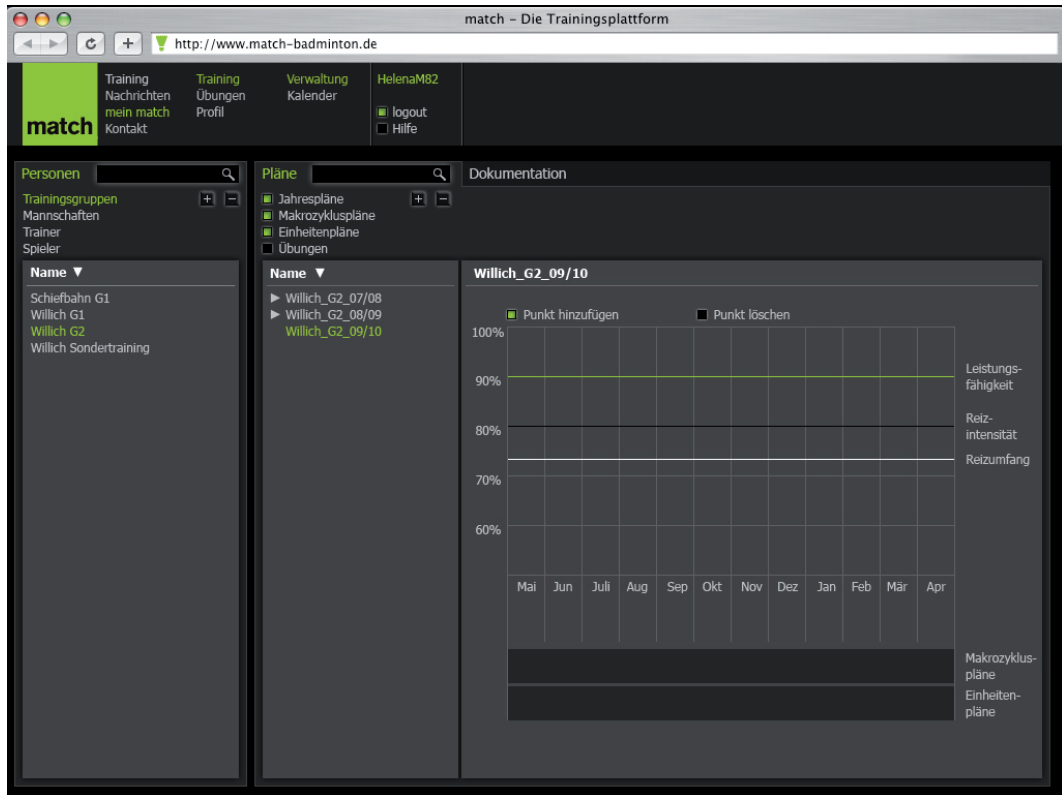 match – Die Trainingsplattform
http://www.match-badminton.de
match
Training
Nachrichten
mein match
Kontakt
Training
Übungen
Profil
Verwaltung
Kalender
HelenaM82
logout
Hilfe
Personen
Trainingsgruppen
Mannschaften
Trainer
Spieler
Name ▼
Schiefbahn G1
Willich G1
Willich G2
Willich Sondertraining
Pläne
Jahrespläne
Makrozykluspläne
Einheitenpläne
Übungen
Name ▼
Willich_G2_07/08
Willich_G2_08/09
Willich_G2_09/10
Dokumentation
Willich_G2_09/10
Punkt hinzufügen Punkt löschen
100%
90%
80%
70%
60%
Leistungs-
fähigkeit
Reiz-
intensität
Reizumfang
Mai Jun Juli Aug Sep Okt Nov Dez Jan Feb Mär Apr
Makrozyklus-
pläne
Einheiten-
pläne